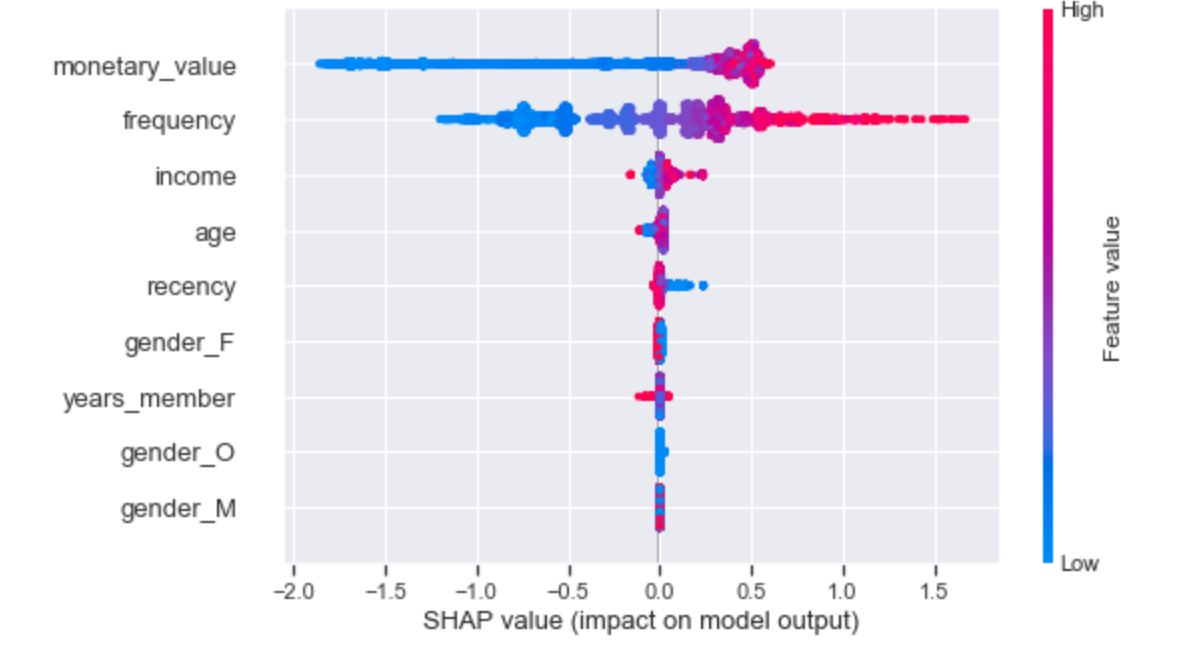 High
monetary_value
frequency
income
age
recency
gender_F
years_member
gender_O
gender_M
Feature value
Low
−2.0 −1.5 −1.0 −0.5 0.0 0.5 1.0 1.5
SHAP value (impact on model output)